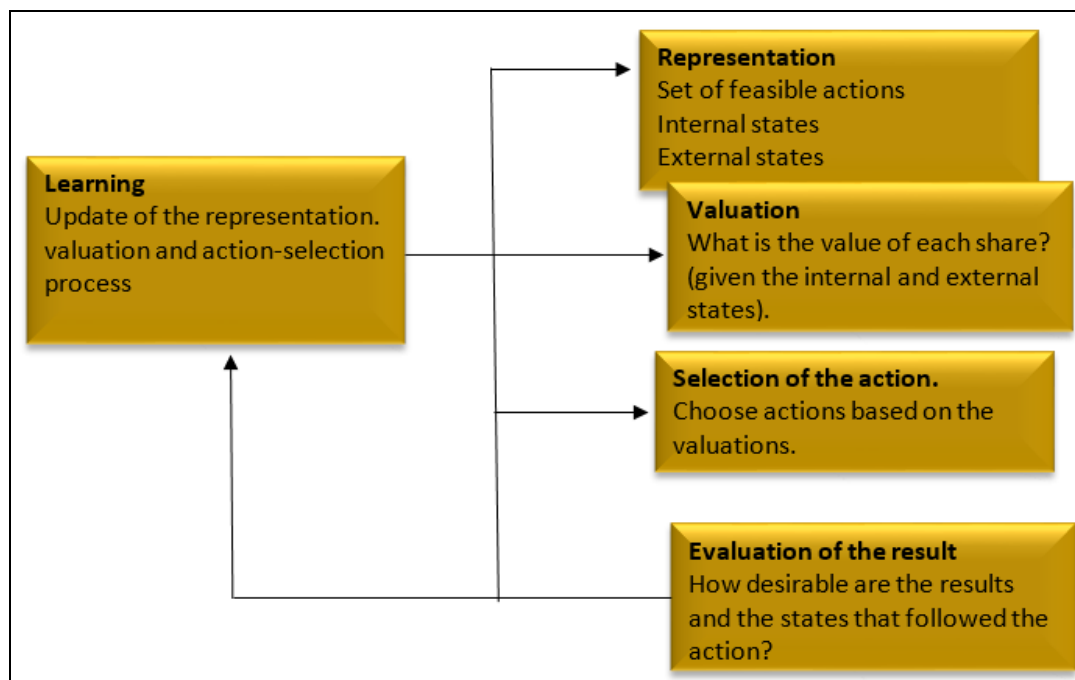 Representation
Set of feasible actions
Internal states
External states
Learning
Update of the representation.
valuation and action-selection
process
Valuation
What is the value of each share?
(given the internal and external
states).
Selection of the action.
Choose actions based on the
valuations.
Evaluation of the result
How desirable are the results
and the states that followed the
action?